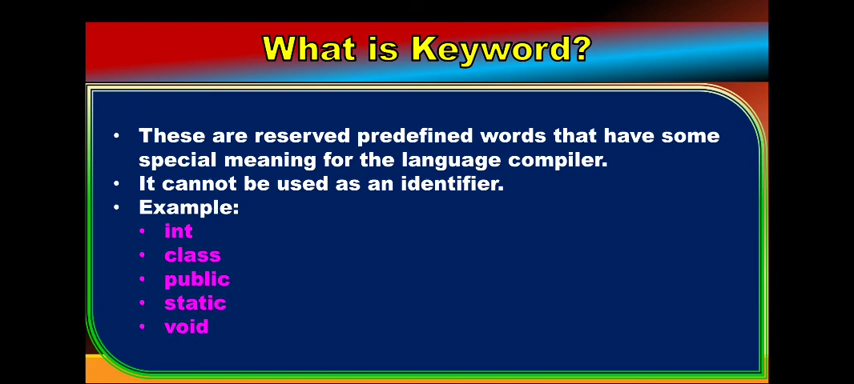 What is Keyword?
• These are reserved predefined words that have some
special meaning for the language compiler.
• It cannot be used as an identifier.
• Example:
• int
• class
• public
• static
• void